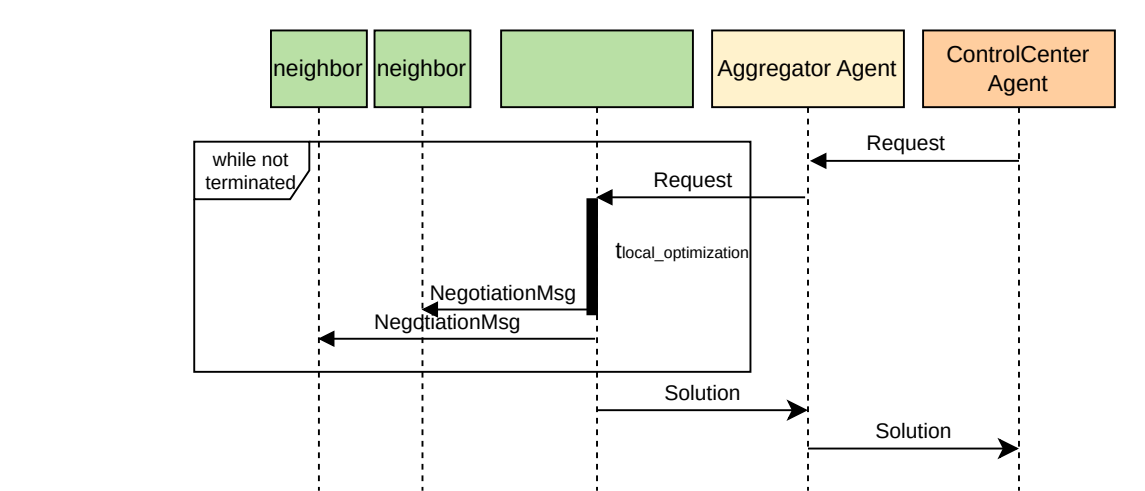 neighbor
neighbor
Aggregator Agent
ControlCenter
Agent
while not
terminated
Request
Request
tlocal_optimization
NegotiationMsg
NegotiationMsg
Solution
Solution